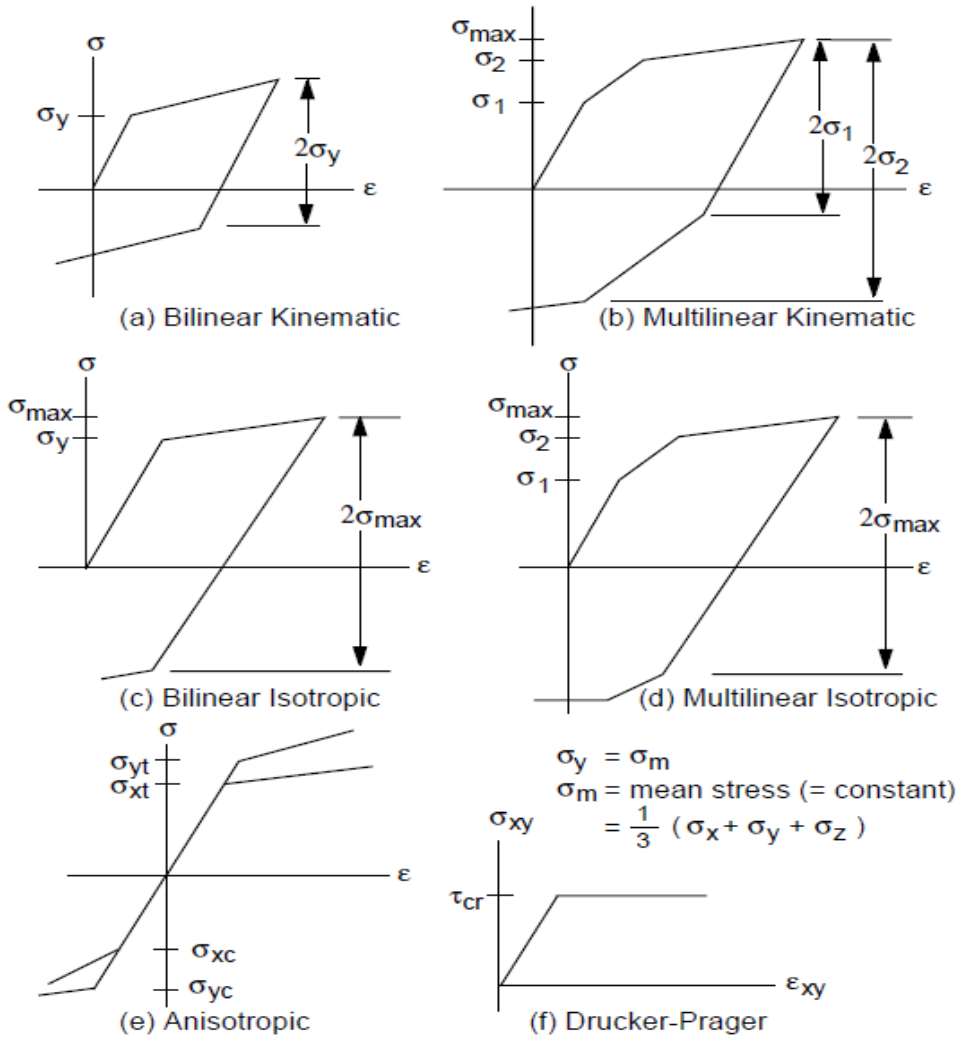 σ
σy
2σy
ε
(a) Bilinear Kinematic
σmax
σ2
σ1
2σ1
2σ2
ε
(b) Multilinear Kinematic
σ
σmax
σy
2σmax
ε
(c) Bilinear Isotropic
σ
σmax
σ2
σ1
2σmax
ε
(d) Multilinear Isotropic
σ
σyt
σxt
ε
σxc
σyc
(e) Anisotropic
σy = σm
σm = mean stress (= constant)
= 1/3 ( σx + σy + σz )
σxy
τcr
εxy
(f) Drucker-Prager